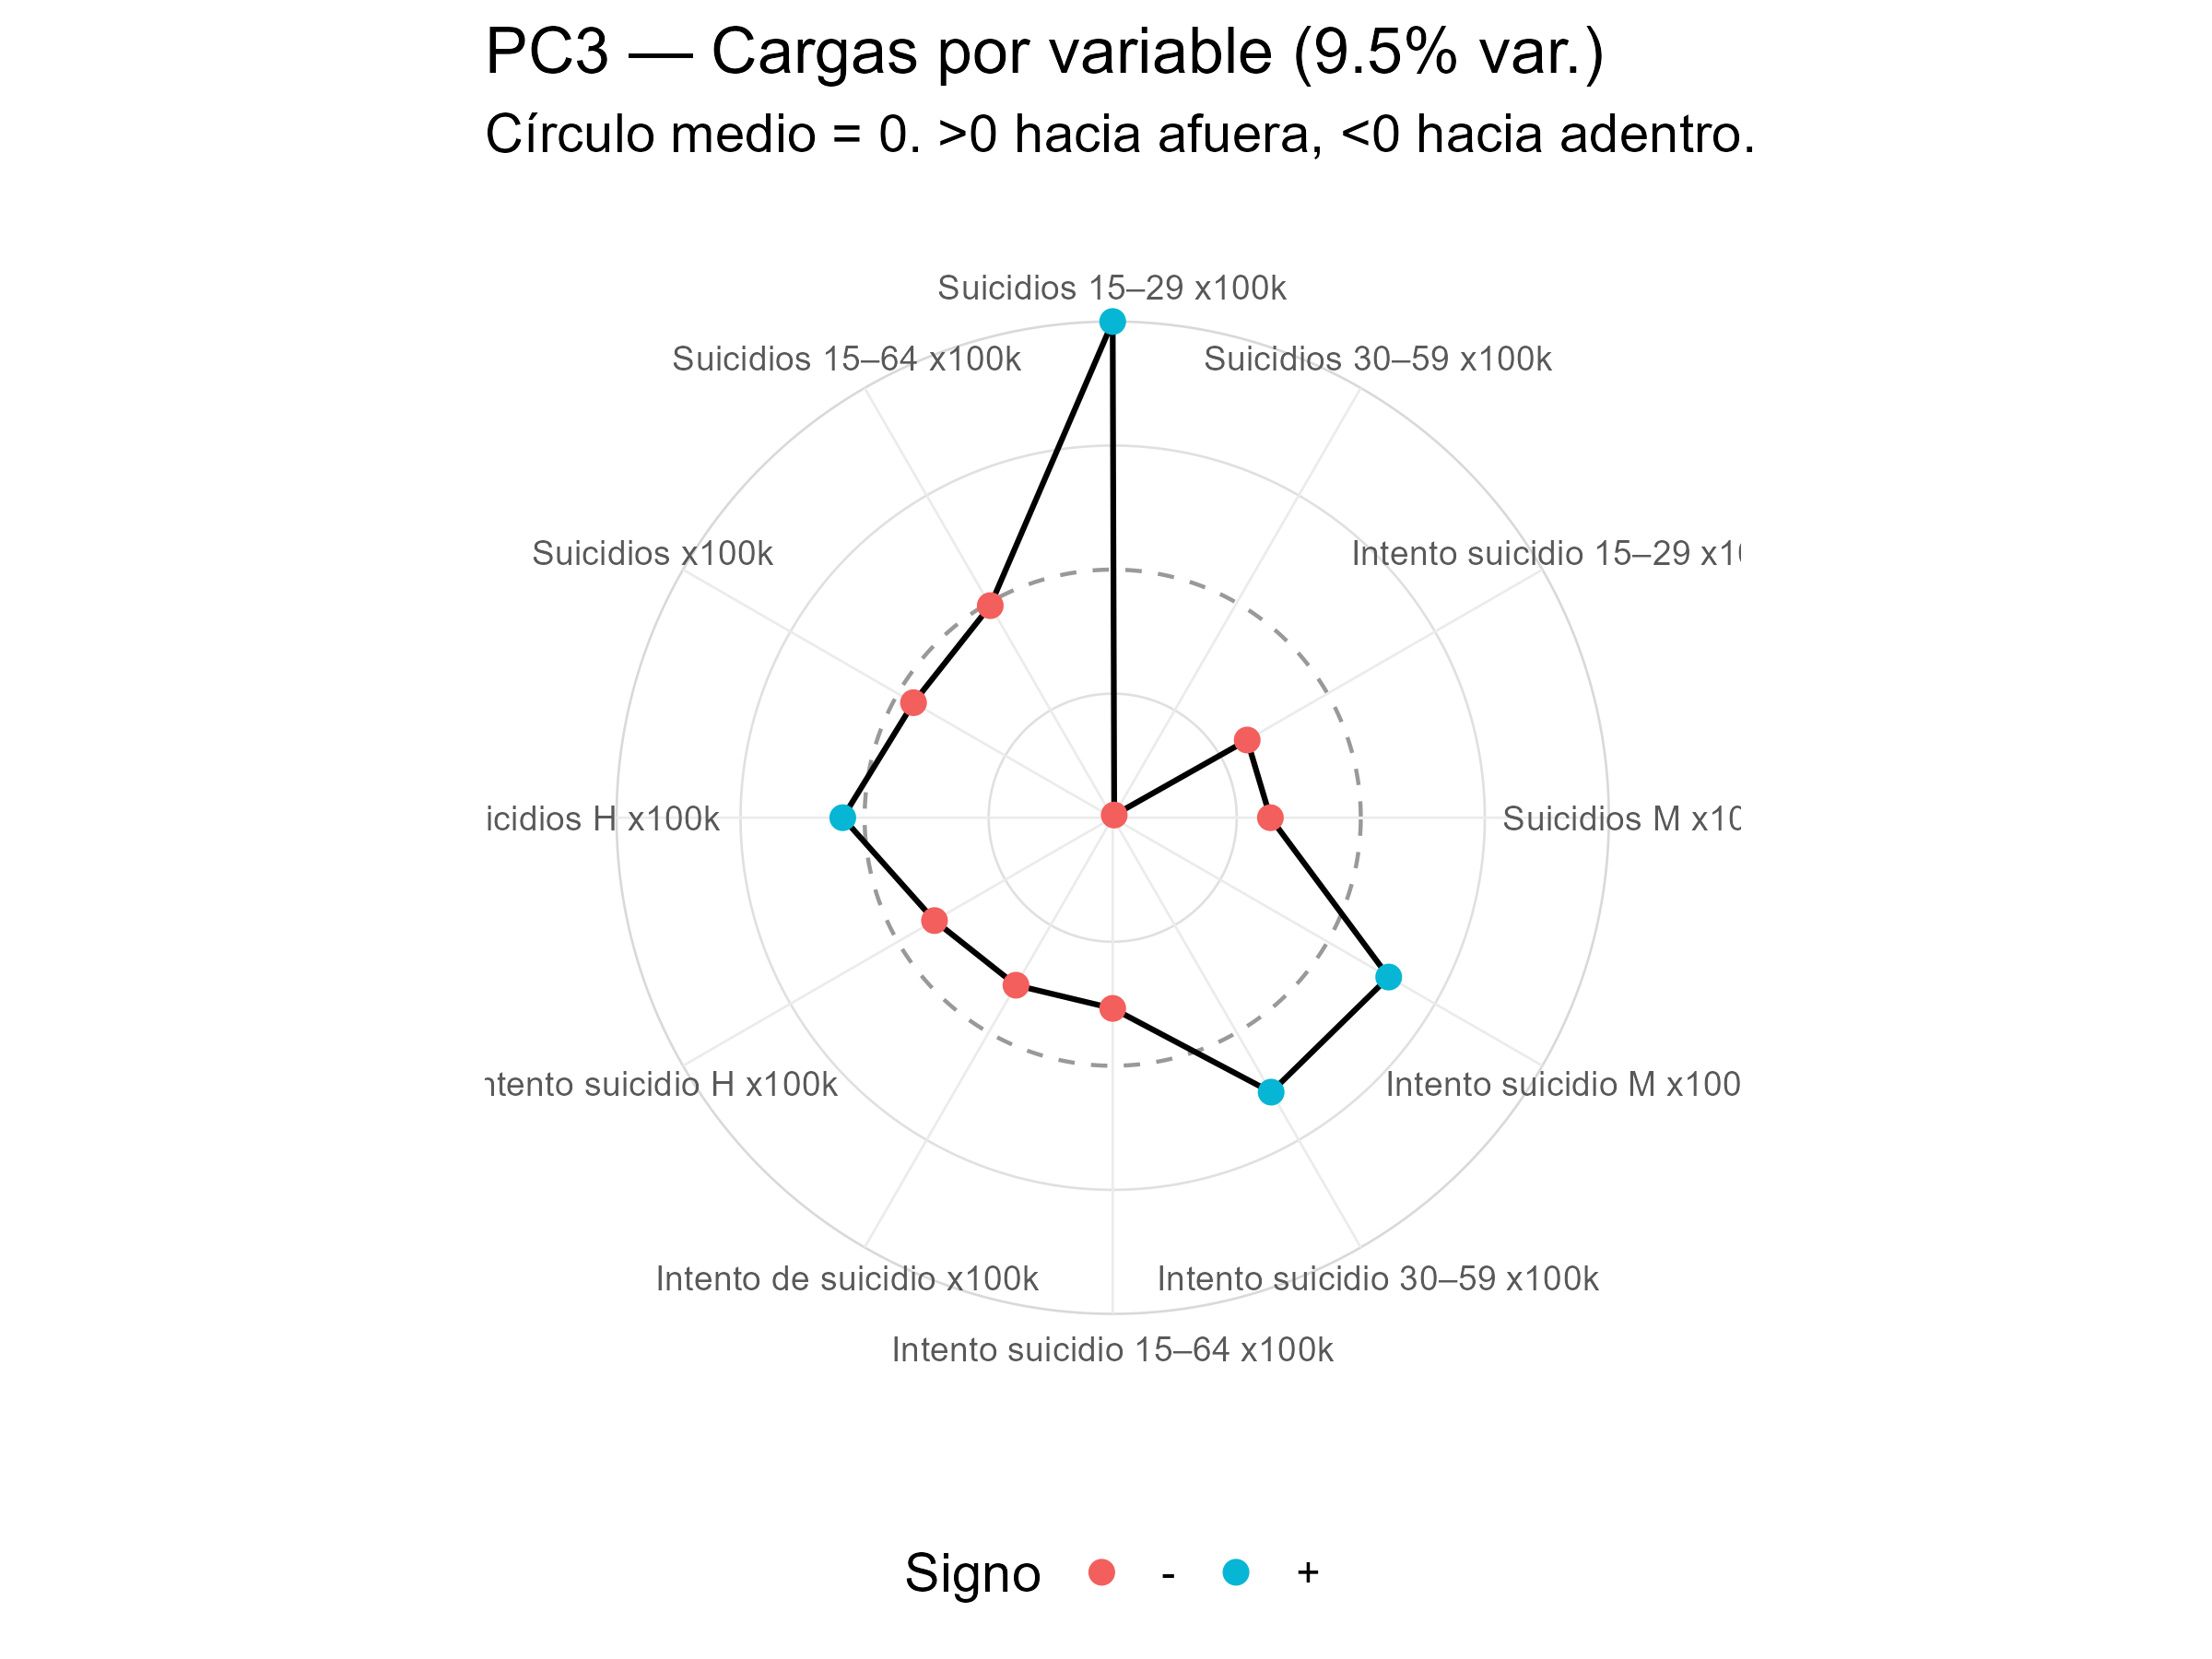 PC3 — Cargas por variable (9.5% var.)
Círculo medio = 0. >0 hacia afuera, <0 hacia adentro.
Suicidios 15–29 x100k
Suicidios 15–64 x100k
Suicidios 30–59 x100k
Suicidios x100k
Intento suicidio 15–29 x10
icidios H x100k
Suicidios M x10
ntento suicidio H x100k
Intento suicidio M x100
Intento de suicidio x100k
Intento suicidio 30–59 x100k
Intento suicidio 15–64 x100k
Signo - +